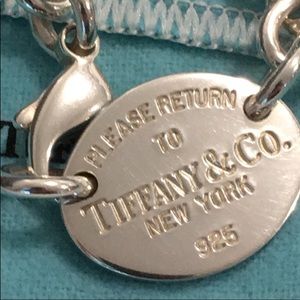 PLEASE RETURN
TO
TIFFANY & CO.
NEW YORK
925